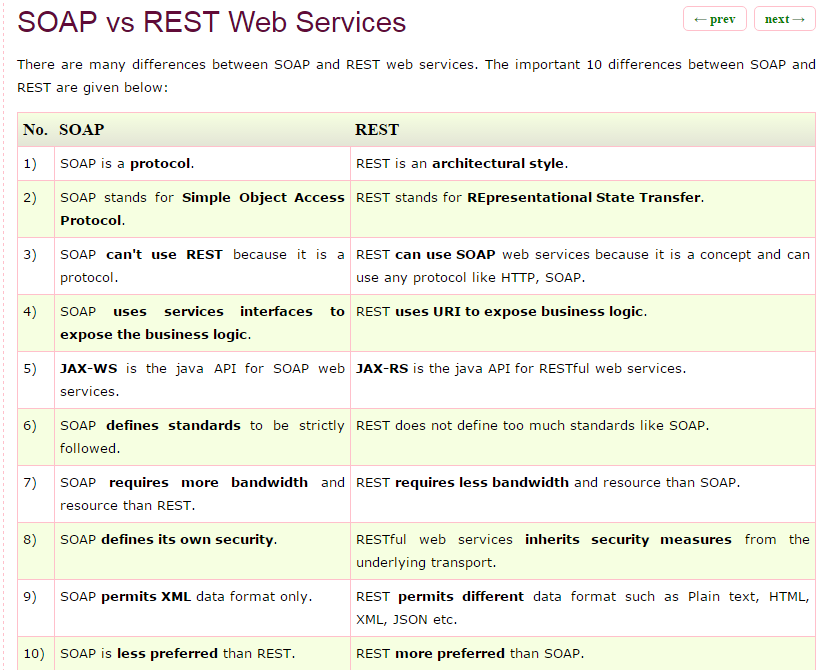 SOAP vs REST Web Services
← prev next →
There are many differences between SOAP and REST web services. The important 10 differences between SOAP and
REST are given below:
No. SOAP REST
1) SOAP is a protocol. REST is an architectural style.
2) SOAP stands for Simple Object Access REST stands for REpresentational State Transfer.
Protocol.
3) SOAP can't use REST because it is a REST can use SOAP web services because it is a concept and can
protocol. use any protocol like HTTP, SOAP.
4) SOAP uses services interfaces to REST uses URI to expose business logic.
expose the business logic.
5) JAX-WS is the java API for SOAP web JAX-RS is the java API for RESTful web services.
services.
6) SOAP defines standards to be strictly REST does not define too much standards like SOAP.
followed.
7) SOAP requires more bandwidth and REST requires less bandwidth and resource than SOAP.
resource than REST.
8) SOAP defines its own security. RESTful web services inherits security measures from the
underlying transport.
9) SOAP permits XML data format only. REST permits different data format such as Plain text, HTML,
XML, JSON etc.
10) SOAP is less preferred than REST. REST more preferred than SOAP.